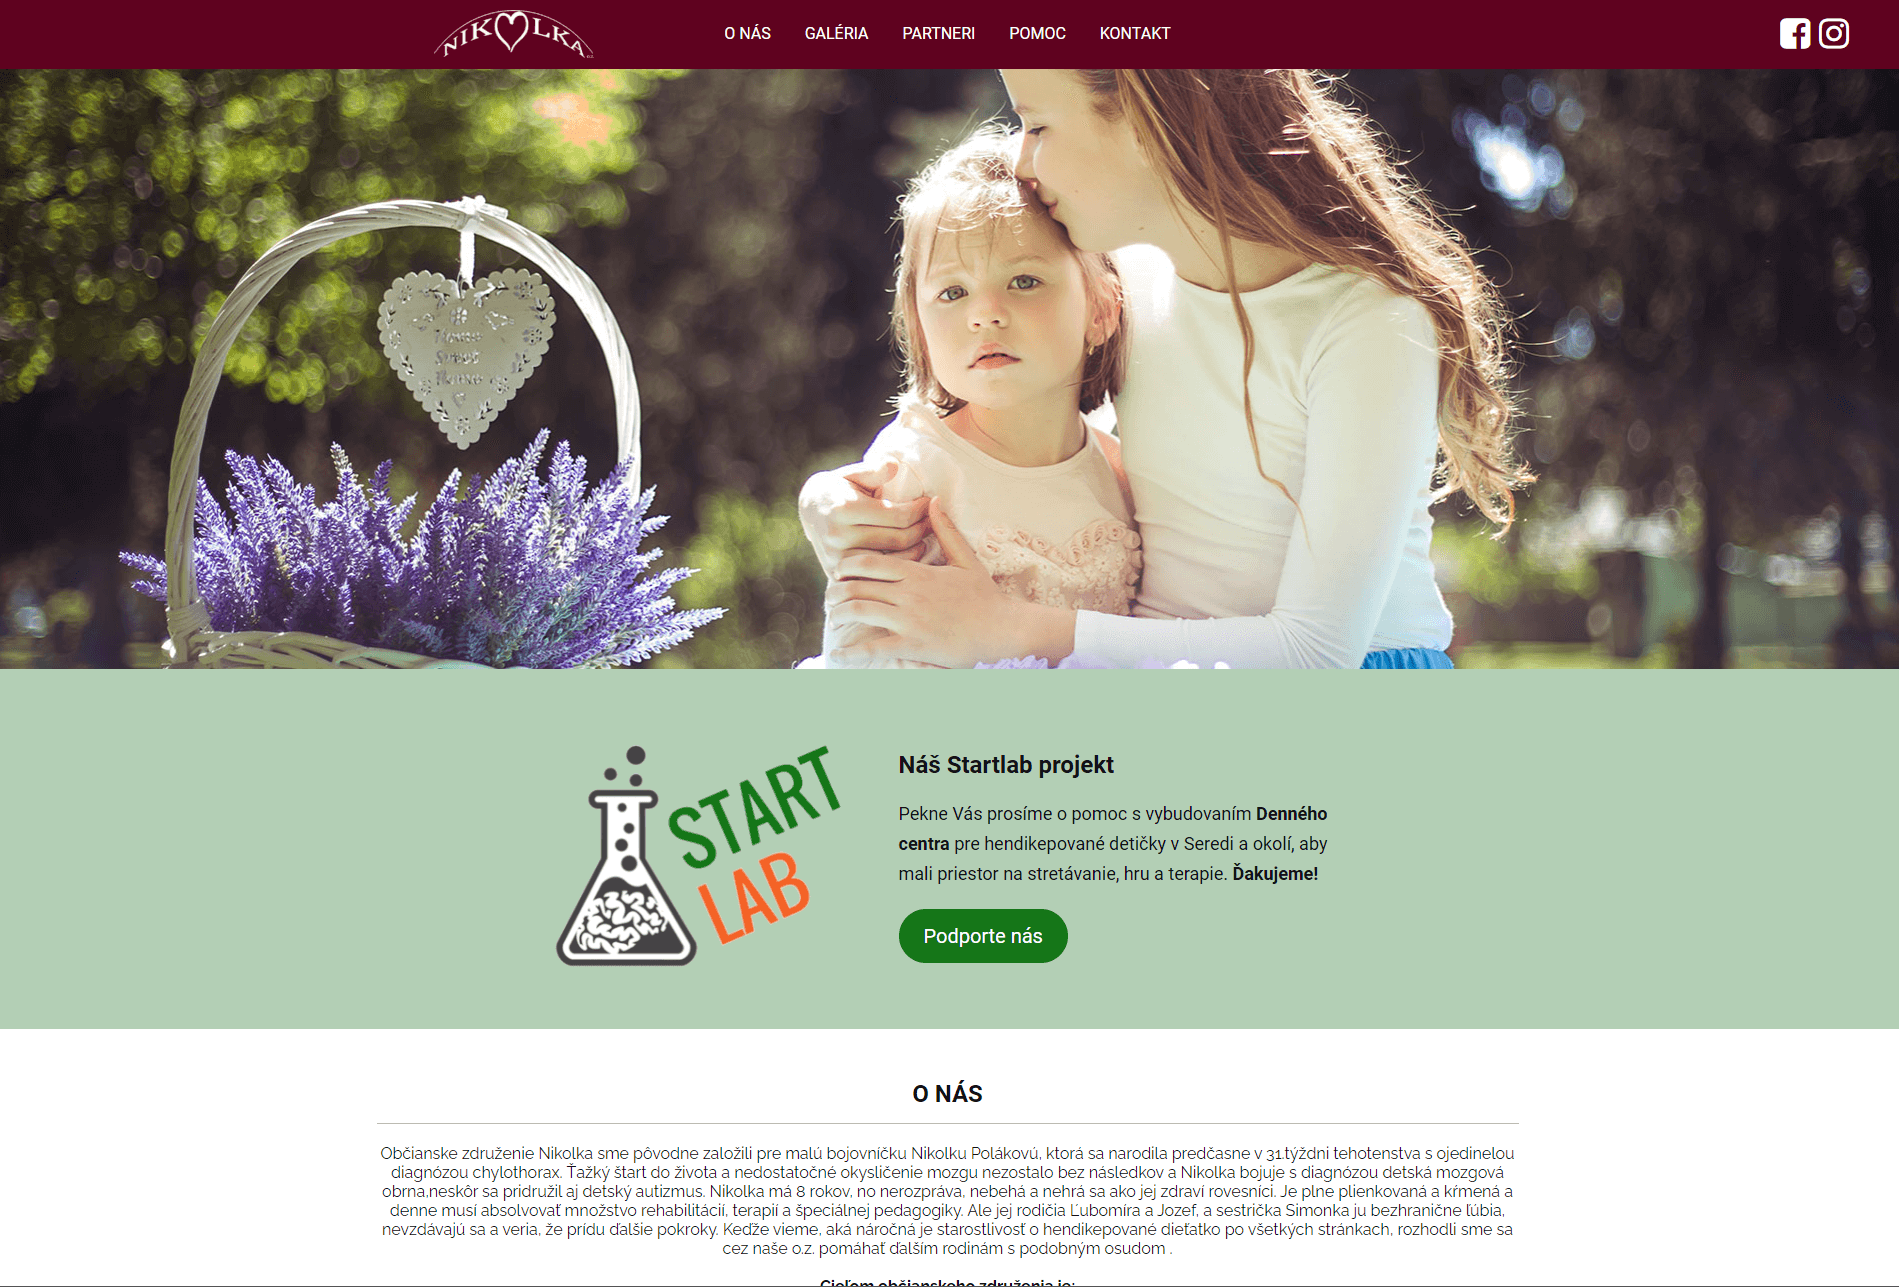 NIKOLKA
O NÁS GALÉRIA PARTNERI POMOC KONTAKT
START
LAB
Náš Startlab projekt
Pekne Vás prosíme o pomoc s vybudovaním Denného
centra pre hendikepované detičky v Seredi a okolí, aby
mali priestor na stretávanie, hru a terapie. Ďakujeme!
Podporte nás
O NÁS
Občianske združenie Nikolka sme pôvodne založili pre malú bojovníčku Nikolku Polákovú, ktorá sa narodila predčasne v 31.týždni tehotenstva s ojedinelou
diagnózou chylothorax. Ťažký štart do života a nedostatočné okysličenie mozgu nezostalo bez následkov a Nikolka bojuje s diagnózou detská mozgová
obrna,neskôr sa pridružil aj detský autizmus. Nikolka má 8 rokov, no nerozpráva, nebehá a nehrá sa ako jej zdraví rovesníci. Je plne plienkovaná a kŕmená a
denne musí absolvovať množstvo rehabilitácií, terapií a špeciálnej pedagogiky. Ale jej rodičia Ľubomíra a Jozef, a sestrička Simonka ju bezhranične ľúbia,
nevzdávajú sa a veria, že prídu ďalšie pokroky. Keďže vieme, aká náročná je starostlivosť o hendikepované dieťatko po všetkých stránkach, rozhodli sme sa
cez naše o.z. pomáhať ďalším rodinám s podobným osudom .
Cieľom občianskeho združenia je: